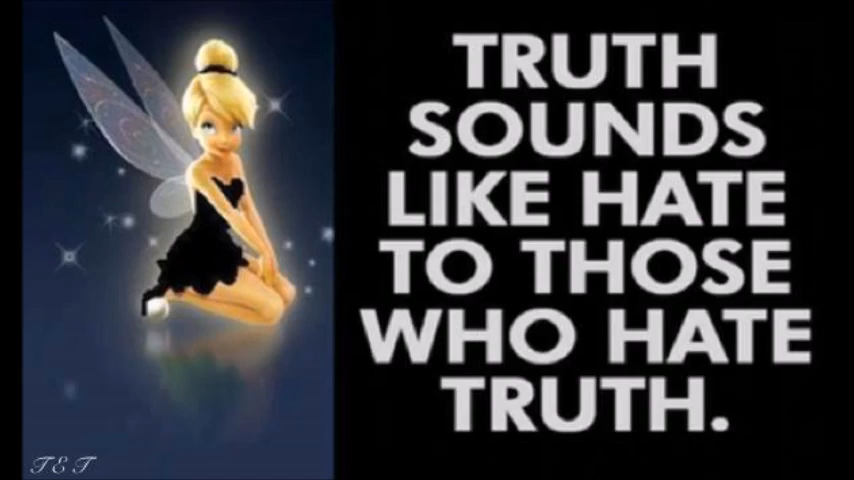 TRUTH
SOUNDS
LIKE HATE
TO THOSE
WHO HATE
TRUTH.
T&T